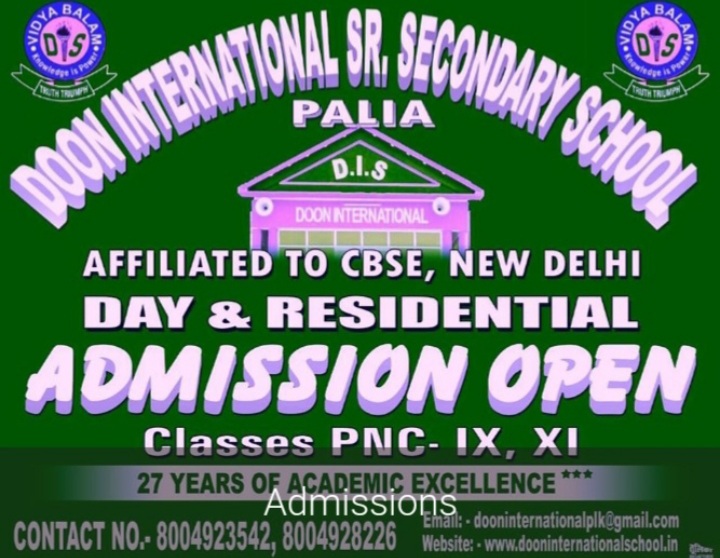 VIDYA BALAM
DIS
Knowledge is Power
TRUTH TRIUMPH
VIDYA BALAM
DIS
Knowledge is Power
TRUTH TRIUMPH
DOON INTERNATIONAL SR. SECONDARY SCHOOL
PALIA
D.I.S
DOON INTERNATIONAL
AFFILIATED TO CBSE, NEW DELHI
DAY & RESIDENTIAL
ADMISSION OPEN
Classes PNC- IX, XI
27 YEARS OF ACADEMIC EXCELLENCE ***
Admissions
CONTACT NO.- 8004923542, 8004928226
Email: - dooninternationalplk@gmail.com
Website: - www.dooninternationalschool.in